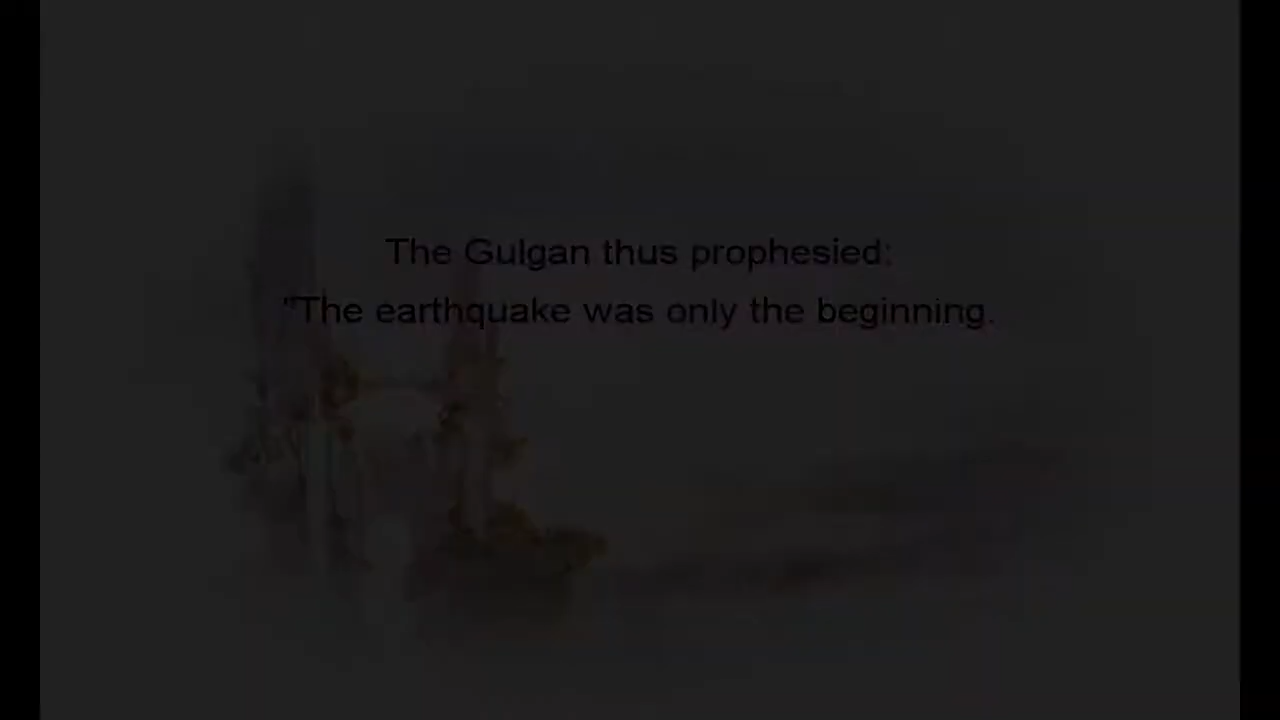 The Gulgan thus prophesied:
"The earthquake was only the beginning.